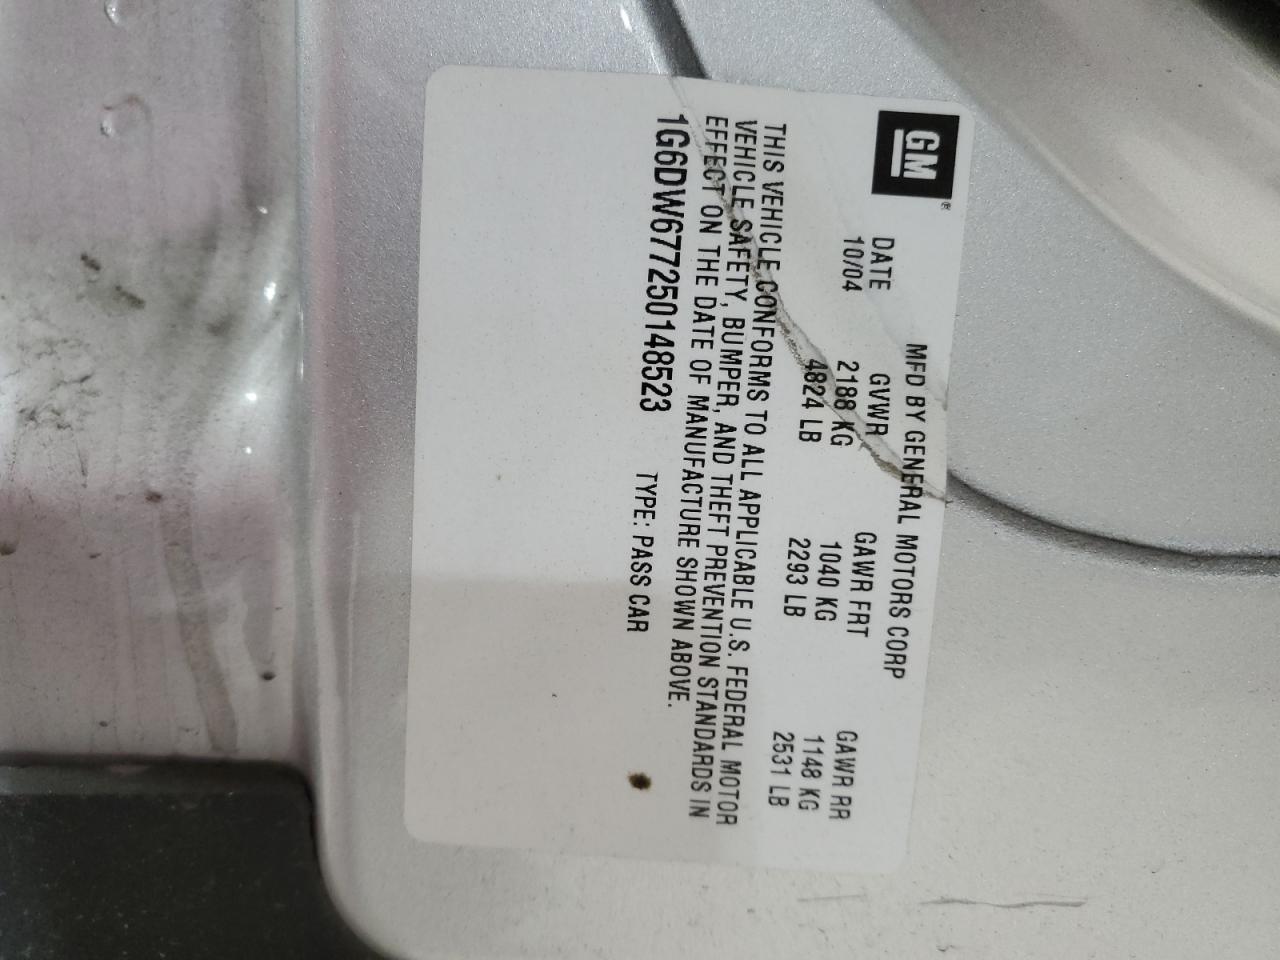 GM®
MFD BY GENERAL MOTORS CORP
DATE GVWR GAWR FRT GAWR RR
10/04 2188 KG 1040 KG 1148 KG
4824 LB 2293 LB 2531 LB
THIS VEHICLE CONFORMS TO ALL APPLICABLE U.S. FEDERAL MOTOR
VEHICLE SAFETY, BUMPER, AND THEFT PREVENTION STANDARDS IN
EFFECT ON THE DATE OF MANUFACTURE SHOWN ABOVE.
1G6DW677250148523 TYPE: PASS CAR